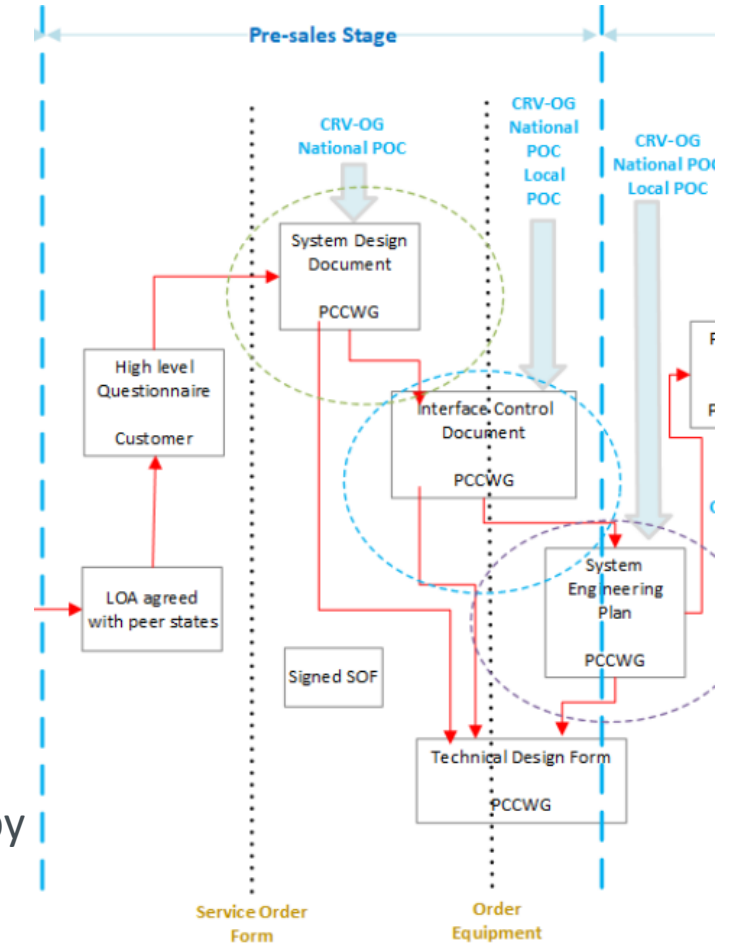 Pre-sales Stage
CRV-OG
National POC
CRV-OG
National
POC
Local
POC
CRV-OG
National POC
Local POC
System Design
Document
PCCWG
High level
Questionnaire
Customer
Interface Control
Document
PCCWG
LOA agreed
with peer states
System
Engineering
Plan
PCCWG
Signed SOF
Technical Design Form
PCCWG
Service Order
Form
Order
Equipment